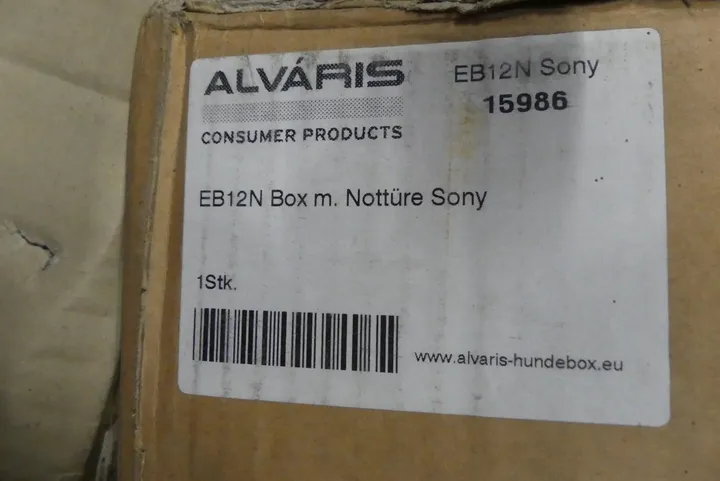 ALVÁRIS
CONSUMER PRODUCTS
EB12N Sony
15986
EB12N Box m. Nottüre Sony
1Stk.
www.alvaris-hundebox.eu